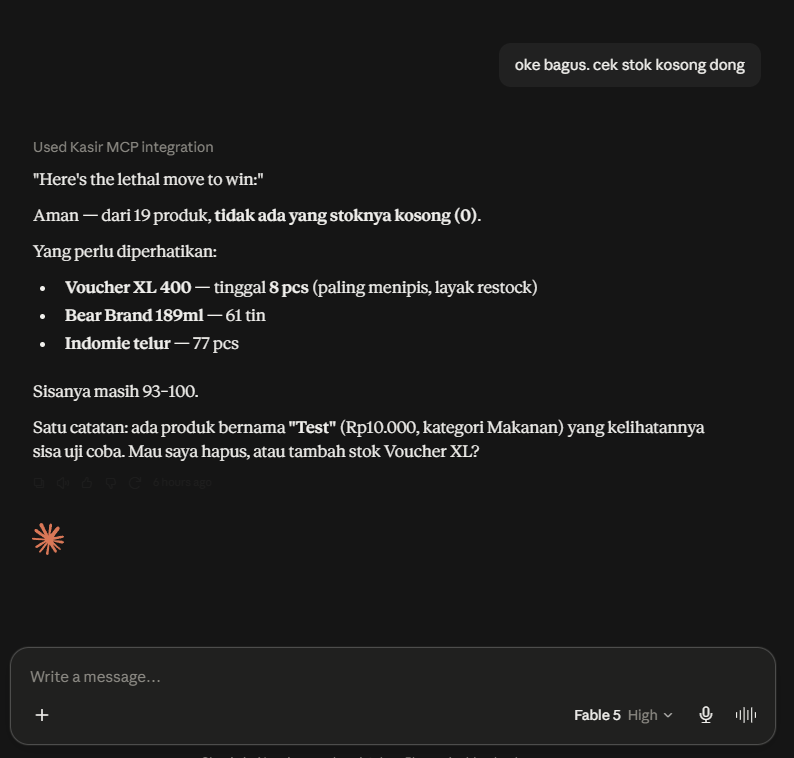 oke bagus. cek stok kosong dong
Used Kasir MCP integration
"Here's the lethal move to win:"
Aman — dari 19 produk, tidak ada yang stoknya kosong (0).
Yang perlu diperhatikan:
• Voucher XL 400 — tinggal 8 pcs (paling menipis, layak restock)
• Bear Brand 189ml — 61 tin
• Indomie telur — 77 pcs
Sisanya masih 93–100.
Satu catatan: ada produk bernama "Test" (Rp10.000, kategori Makanan) yang kelihatannya
sisa uji coba. Mau saya hapus, atau tambah stok Voucher XL?
6 hours ago
Write a message...
Fable 5 High